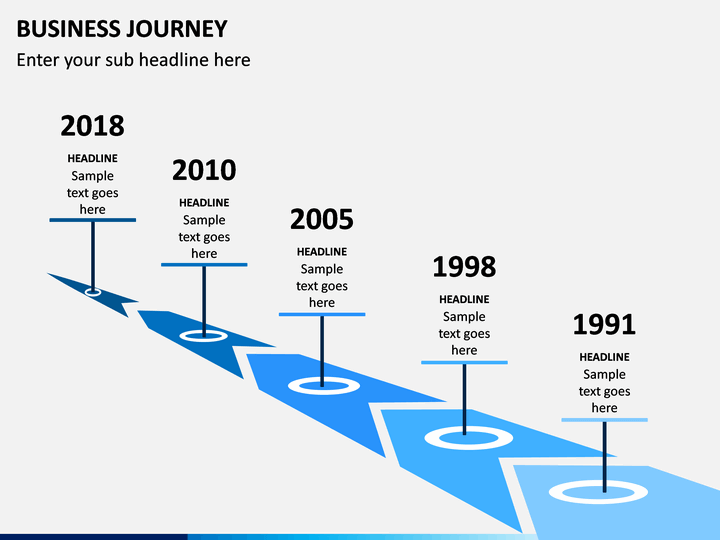 BUSINESS JOURNEY
Enter your sub headline here
2018
HEADLINE
Sample
text goes
here
2010
HEADLINE
Sample
text goes
here
2005
HEADLINE
Sample
text goes
here
1998
HEADLINE
Sample
text goes
here
1991
HEADLINE
Sample
text goes
here